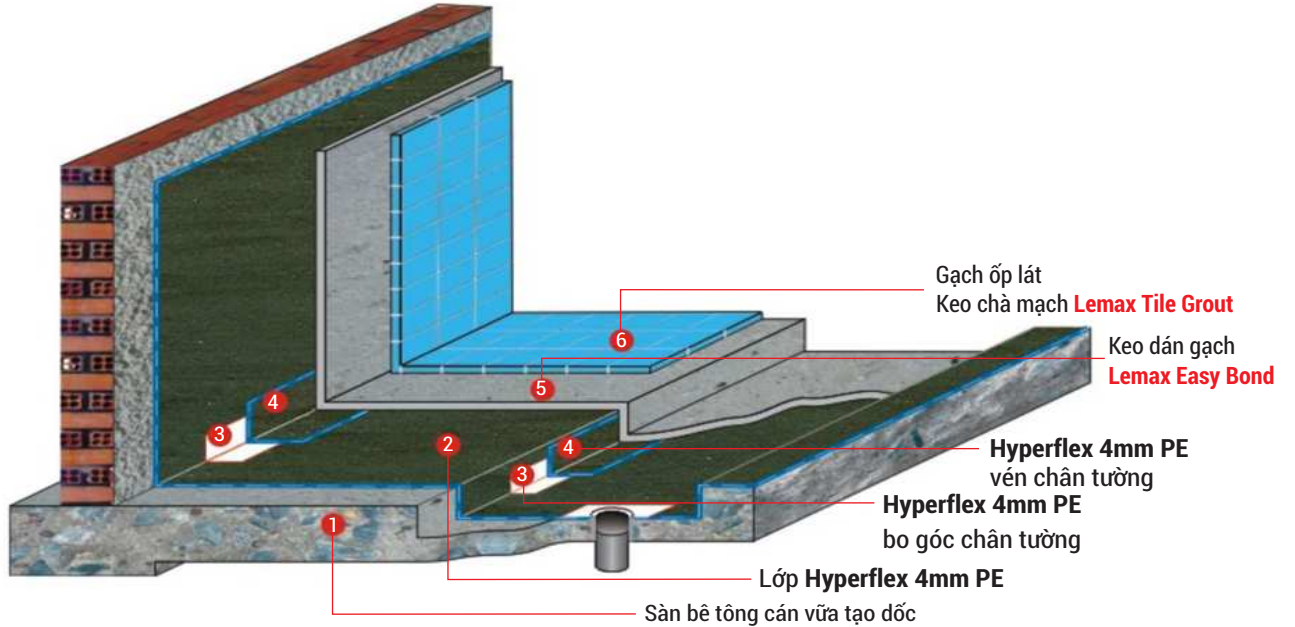 Gạch ốp lát
Keo chà mạch Lemax Tile Grout
6
Keo dán gạch
Lemax Easy Bond
5
4
3
2
4
Hyperflex 4mm PE
vén chân tường
3
Hyperflex 4mm PE
bo góc chân tường
1
Lớp Hyperflex 4mm PE
Sàn bê tông cán vữa tạo dốc